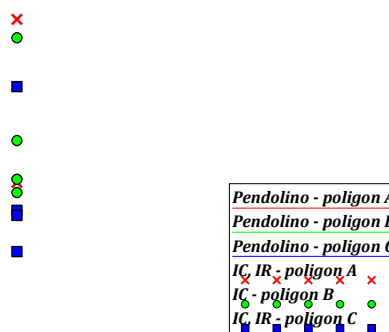 Pendolino - poligon A
Pendolino - poligon
Pendolino - poligon
IC, IR - poligon A
IC - poligon B
IC, IR - poligon C